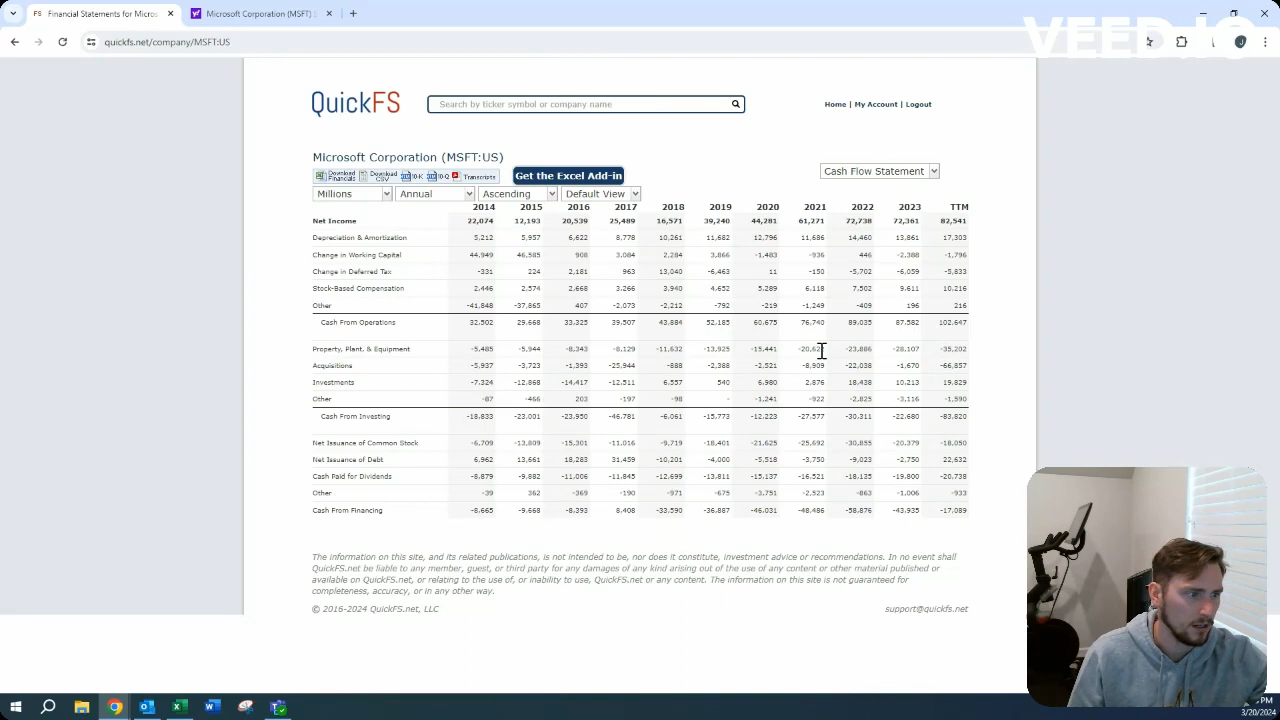 FS Financial Statements for Micros
Microsoft Corporation (MSFT)
quickfs.net/company/MSFT:US
VEED.IO
QuickFS
Search by ticker symbol or company name
Home | My Account | Logout
Microsoft Corporation (MSFT:US)
Download Financials Download CSV 10-K 10-Q Transcripts
Get the Excel Add-in
Cash Flow Statement
Millions Annual Ascending Default View
2014 2015 2016 2017 2018 2019 2020 2021 2022 2023 TTM
Net Income 22,074 12,193 20,539 25,489 16,571 39,240 44,281 61,271 72,738 72,361 82,541
Depreciation & Amortization 5,212 5,957 6,622 8,778 10,261 11,682 12,796 11,686 14,460 13,861 17,303
Change in Working Capital 44,949 46,585 908 3,084 2,284 3,866 -1,483 -936 446 -2,388 -1,796
Change in Deferred Tax -331 224 2,181 963 13,040 -6,463 11 -150 -5,702 -6,059 -5,833
Stock-Based Compensation 2,446 2,574 2,668 3,266 3,940 4,652 5,289 6,118 7,502 9,611 10,216
Other -41,848 -37,865 407 -2,073 -2,212 -792 -219 -1,249 -409 196 216
Cash From Operations 32,502 29,668 33,325 39,507 43,884 52,185 60,675 76,740 89,035 87,582 102,647
Property, Plant, & Equipment -5,485 -5,944 -8,343 -8,129 -11,632 -13,925 -15,441 -23,886 -28,107 -35,202
Acquisitions -5,937 -3,723 -1,393 -25,944 -888 -2,388 -2,521 -8,909 -22,038 -1,670 -66,857
Investments -7,324 -12,868 -14,417 -12,511 6,557 540 6,980 2,876 18,438 10,213 19,829
Other -87 -466 203 -197 -98 - -1,241 -922 -2,825 -3,116 -1,590
Cash From Investing -18,833 -23,001 -23,950 -46,781 -6,061 -15,773 -12,223 -27,577 -30,311 -22,680 -83,820
Net Issuance of Common Stock -6,709 -13,809 -15,301 -11,016 -9,719 -18,401 -21,625 -25,692 -30,855 -20,379 -18,050
Net Issuance of Debt 6,962 13,661 18,283 31,459 -10,201 -4,000 -5,518 -3,750 -9,023 -2,750 22,632
Cash Paid for Dividends -8,879 -9,882 -11,006 -11,845 -12,699 -13,811 -15,137 -16,521 -18,135 -19,800 -20,738
Other -39 362 -369 -190 -971 -675 -3,751 -2,523 -863 -1,006 -933
Cash From Financing -8,665 -9,668 -8,393 8,408 -33,590 -36,887 -46,031 -48,486 -58,876 -43,935 -17,089
The information on this site, and its related publications, is not intended to be, nor does it constitute, investment advice or recommendations. In no event shall
QuickFS.net be liable to any member, guest, or third party for any damages of any kind arising out of the use of any content or other material published or
available on QuickFS.net, or relating to the use of, or inability to use, QuickFS.net or any content. The information on this site is not guaranteed for
completeness, accuracy, or in any other way.
© 2016-2024 QuickFS.net, LLC
support@quickfs.net
PM
3/20/2024